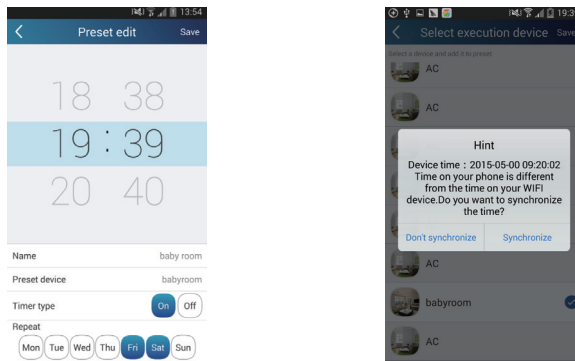 13:54
Preset edit
Save
18 38
19 : 39
20 40
Name
baby room
Preset device
babyroom
Timer type
On
Off
Repeat
Mon
Tue
Wed
Thu
Fri
Sat
Sun
19:3
Select execution device
Save
Select a device and add it to preset
AC
AC
Hint
Device time：2015-05-00 09:20:02
Time on your phone is different
from the time on your WIFI
device.Do you want to synchronize
the time?
Don't synchronize
Synchronize
AC
babyroom
AC